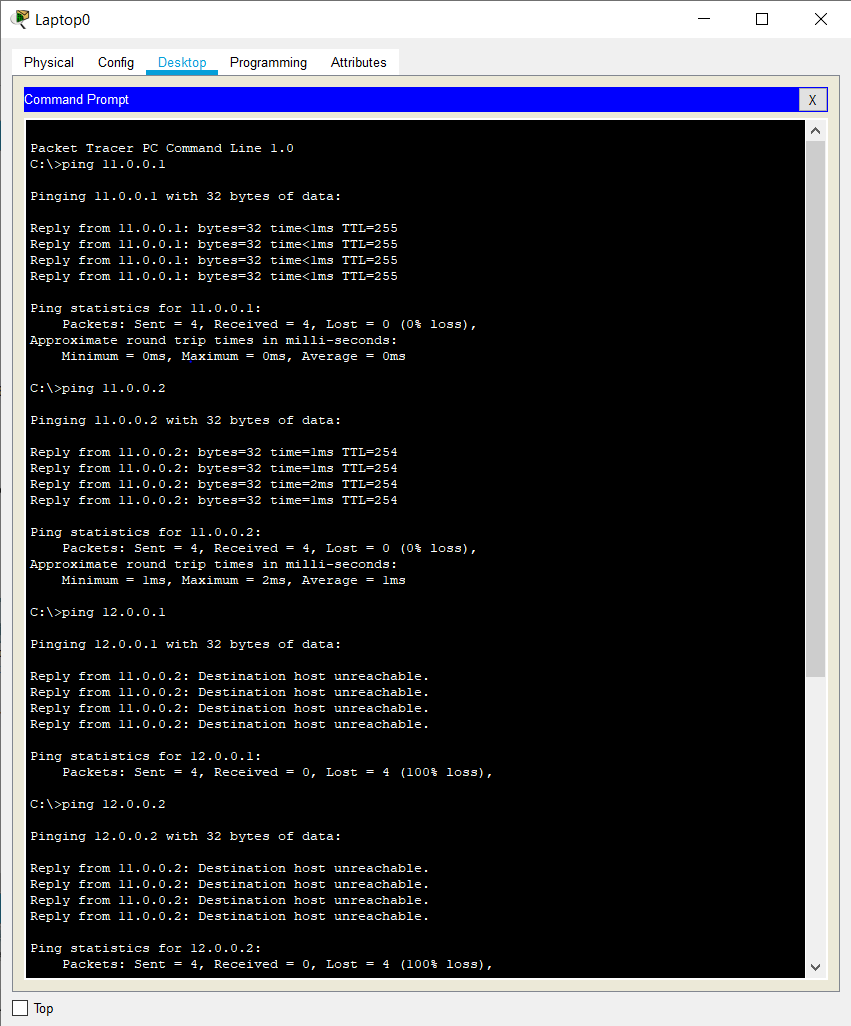 Laptop0
Physical Config Desktop Programming Attributes
Command Prompt X
Packet Tracer PC Command Line 1.0
C:\>ping 11.0.0.1
Pinging 11.0.0.1 with 32 bytes of data:
Reply from 11.0.0.1: bytes=32 time<1ms TTL=255
Reply from 11.0.0.1: bytes=32 time<1ms TTL=255
Reply from 11.0.0.1: bytes=32 time<1ms TTL=255
Reply from 11.0.0.1: bytes=32 time<1ms TTL=255
Ping statistics for 11.0.0.1:
Packets: Sent = 4, Received = 4, Lost = 0 (0% loss),
Approximate round trip times in milli-seconds:
Minimum = 0ms, Maximum = 0ms, Average = 0ms
C:\>ping 11.0.0.2
Pinging 11.0.0.2 with 32 bytes of data:
Reply from 11.0.0.2: bytes=32 time=1ms TTL=254
Reply from 11.0.0.2: bytes=32 time=1ms TTL=254
Reply from 11.0.0.2: bytes=32 time=2ms TTL=254
Reply from 11.0.0.2: bytes=32 time=1ms TTL=254
Ping statistics for 11.0.0.2:
Packets: Sent = 4, Received = 4, Lost = 0 (0% loss),
Approximate round trip times in milli-seconds:
Minimum = 1ms, Maximum = 2ms, Average = 1ms
C:\>ping 12.0.0.1
Pinging 12.0.0.1 with 32 bytes of data:
Reply from 11.0.0.2: Destination host unreachable.
Reply from 11.0.0.2: Destination host unreachable.
Reply from 11.0.0.2: Destination host unreachable.
Reply from 11.0.0.2: Destination host unreachable.
Ping statistics for 12.0.0.1:
Packets: Sent = 4, Received = 0, Lost = 4 (100% loss),
C:\>ping 12.0.0.2
Pinging 12.0.0.2 with 32 bytes of data:
Reply from 11.0.0.2: Destination host unreachable.
Reply from 11.0.0.2: Destination host unreachable.
Reply from 11.0.0.2: Destination host unreachable.
Reply from 11.0.0.2: Destination host unreachable.
Ping statistics for 12.0.0.2:
Packets: Sent = 4, Received = 0, Lost = 4 (100% loss),
Top